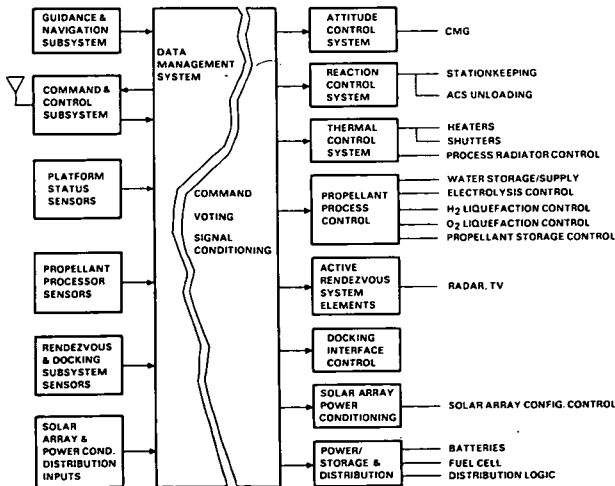 GUIDANCE &
NAVIGATION
SUBSYSTEM
COMMAND &
CONTROL
SUBSYSTEM
PLATFORM
STATUS
SENSORS
PROPELLANT
PROCESSOR
SENSORS
RENDEZVOUS
& DOCKING
SUBSYSTEM
SENSORS
SOLAR
ARRAY &
POWER COND.
DISTRIBUTION
INPUTS
DATA
MANAGEMENT
SYSTEM
COMMAND
VOTING
SIGNAL
CONDITIONING
ATTITUDE
CONTROL
SYSTEM
CMG
REACTION
CONTROL
SYSTEM
STATIONKEEPING
ACS UNLOADING
THERMAL
CONTROL
SYSTEM
HEATERS
SHUTTERS
PROCESS RADIATOR CONTROL
PROPELLANT
PROCESS
CONTROL
WATER STORAGE/SUPPLY
ELECTROLYSIS CONTROL
H2 LIQUEFACTION CONTROL
O2 LIQUEFACTION CONTROL
PROPELLANT STORAGE CONTROL
ACTIVE
RENDEZVOUS
SYSTEM
ELEMENTS
RADAR, TV
DOCKING
INTERFACE
CONTROL
SOLAR ARRAY
POWER
CONDITIONING
SOLAR ARRAY CONFIG. CONTROL
POWER/
STORAGE &
DISTRIBUTION
BATTERIES
FUEL CELL
DISTRIBUTION LOGIC